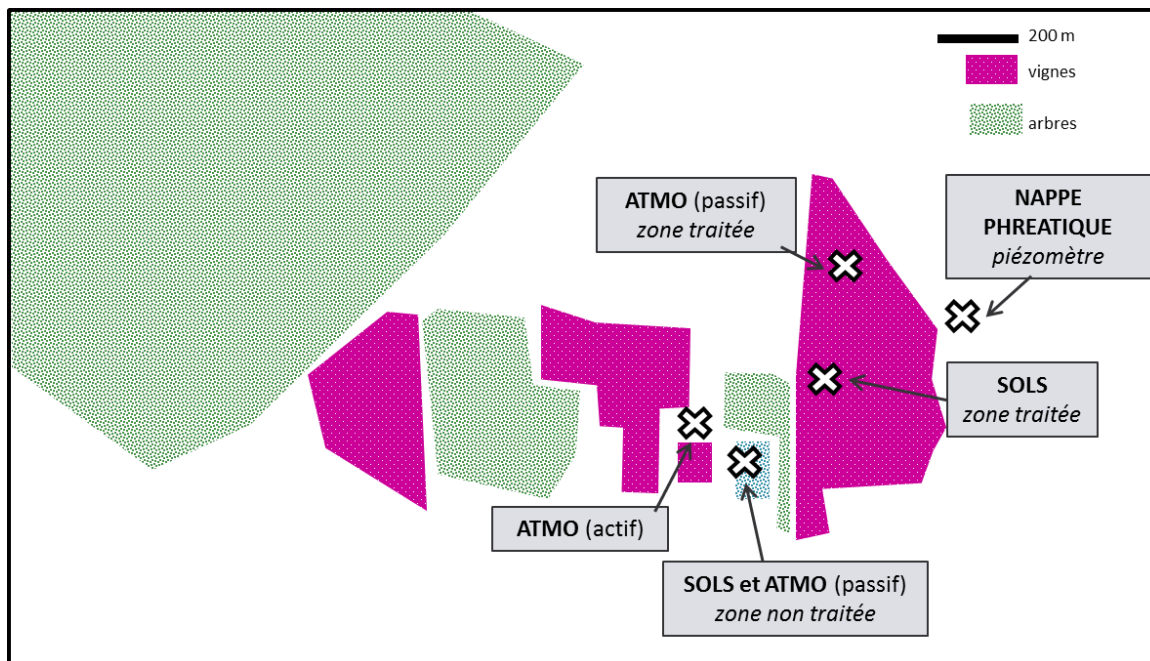 200 m
vignes
arbres
ATMO (passif)
zone traitée
NAPPE
PHREATIQUE
piézomètre
SOLS
zone traitée
ATMO (actif)
SOLS et ATMO (passif)
zone non traitée